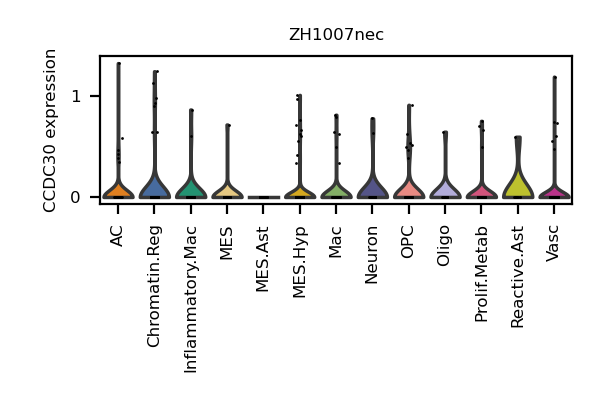 ZH1007nec
CCDC30 expression
1
0
AC
Chromatin.Reg
Inflammatory.Mac
MES
MES.Ast
MES.Hyp
Mac
Neuron
OPC
Oligo
Prolif.Metab
Reactive.Ast
Vasc